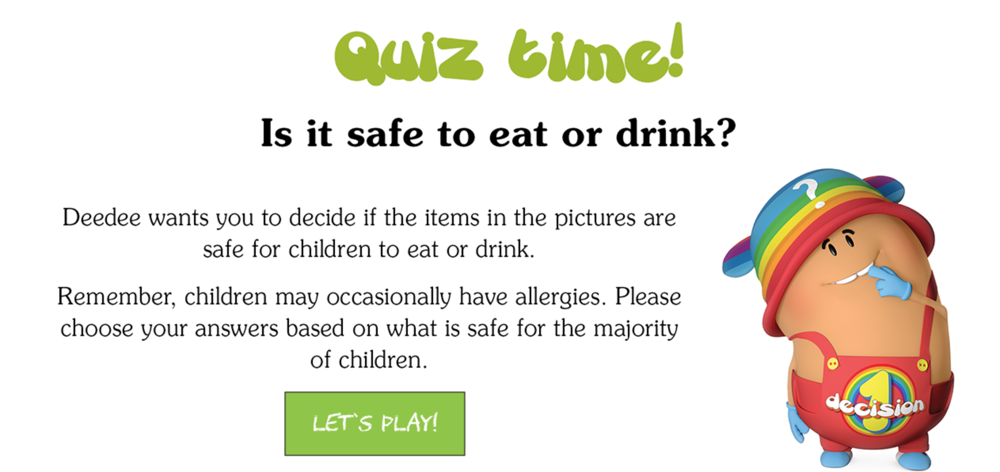 Quiz time!
Is it safe to eat or drink?
Deedee wants you to decide if the items in the pictures are
safe for children to eat or drink.
Remember, children may occasionally have allergies. Please
choose your answers based on what is safe for the majority
of children.
LET'S PLAY!
?
1
decision